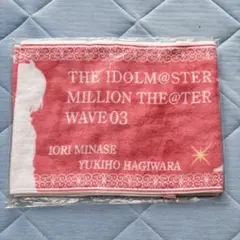 THE IDOLM@STER
MILLION THE@TER
WAVE 03
IORI MINASE
YUKIHO HAGIWARA